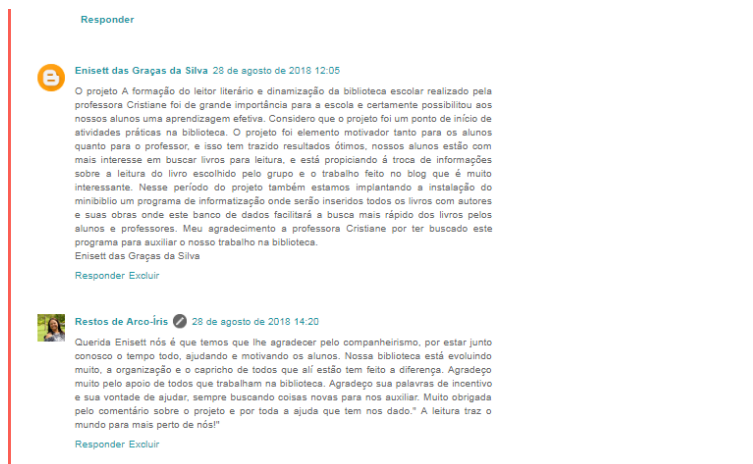 Responder
Enisett das Graças da Silva 28 de agosto de 2018 12:05
O projeto A formação do leitor literário e dinamização da biblioteca escolar realizado pela
professora Cristiane foi de grande importância para a escola e certamente possibilitou aos
nossos alunos uma aprendizagem efetiva. Considero que o projeto foi um ponto de início de
atividades práticas na biblioteca. O projeto foi elemento motivador tanto para os alunos
quanto para o professor, e isso tem trazido resultados ótimos, nossos alunos estão com
mais interesse em buscar livros para leitura, e está propiciando á troca de informações
sobre a leitura do livro escolhido pelo grupo e o trabalho feito no blog que é muito
interessante. Nesse período do projeto também estamos implantando a instalação do
minibiblio um programa de informatização onde serão inseridos todos os livros com autores
e suas obras onde este banco de dados facilitará a busca mais rápido dos livros pelos
alunos e professores. Meu agradecimento a professora Cristiane por ter buscado este
programa para auxiliar o nosso trabalho na biblioteca.
Enisett das Graças da Silva
Responder Excluir
Restos de Arco-Íris 28 de agosto de 2018 14:20
Querida Enisett nós é que temos que lhe agradecer pelo companheirismo, por estar junto
conosco o tempo todo, ajudando e motivando os alunos. Nossa biblioteca está evoluindo
muito, a organização e o capricho de todos que alí estão tem feito a diferença. Agradeço
muito pelo apoio de todos que trabalham na biblioteca. Agradeço sua palavras de incentivo
e sua vontade de ajudar, sempre buscando coisas novas para nos auxiliar. Muito obrigada
pelo comentário sobre o projeto e por toda a ajuda que tem nos dado." A leitura traz o
mundo para mais perto de nós!"
Responder Excluir